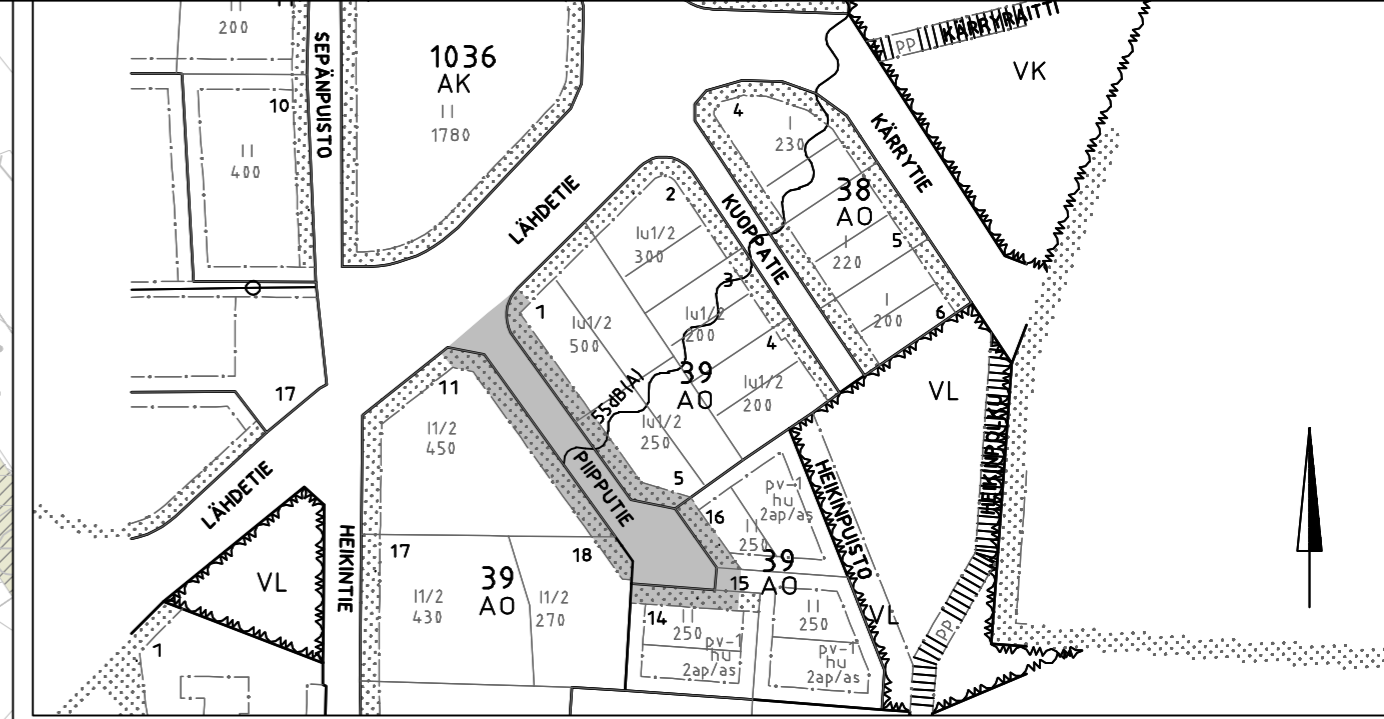 200
SEPÄNPUISTO
10
II
400
1036
AK
II
1780
PP
KÄRRYRAITTI
VK
4
I
230
KÄRRYTIE
38
AO
I
220
5
I
200
6
LÄHDETIE
2
KUOPPATIE
Iu1/2
300
3
Iu1/2
200
4
1
Iu1/2
500
39
AO
Iu1/2
200
55dB(A)
Iu1/2
250
5
17
11
I1/2
450
PIIPPUTIE
VL
HEIKINPOLKU
HEIKINPUISTO
LÄHDETIE
16
pv-1
hu
2ap/as
II
250
39
AO
HEIKINTIE
17
18
39
AO
I1/2
430
I1/2
270
VL
15
14
II
250
pv-1
hu
2ap/as
II
250
pv-1
hu
2ap/as
VL
PP
1